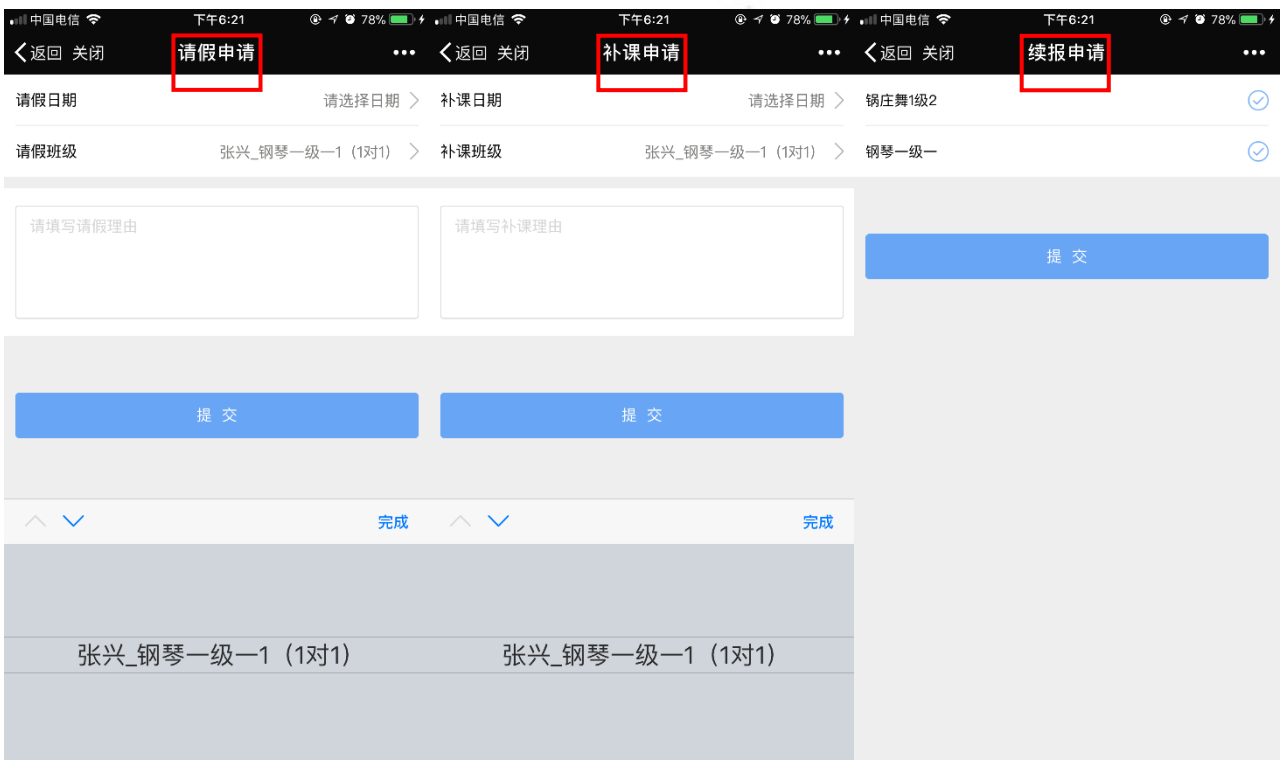 中国电信 下午6:21 78%
返回 关闭 请假申请
请假日期 请选择日期
请假班级 张兴_钢琴一级一1（1对1）
请填写请假理由
提 交
完成
张兴_钢琴一级一1（1对1）
中国电信 下午6:21 78%
返回 关闭 补课申请
补课日期 请选择日期
补课班级 张兴_钢琴一级一1（1对1）
请填写补课理由
提 交
完成
张兴_钢琴一级一1（1对1）
中国电信 下午6:21 78%
返回 关闭 续报申请
锅庄舞1级2
钢琴一级一
提 交